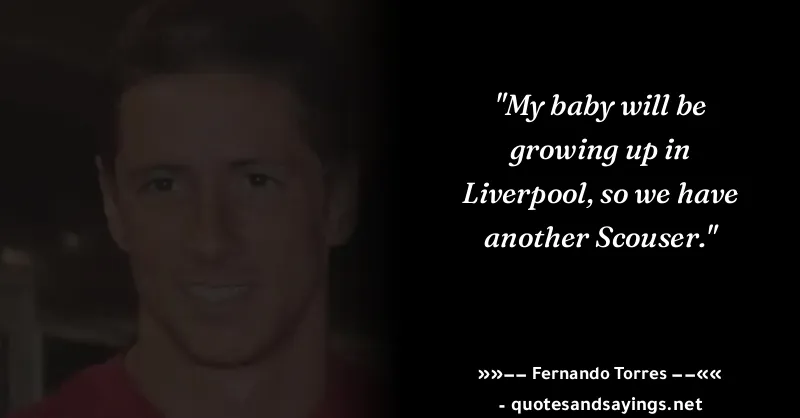 "My baby will be
growing up in
Liverpool, so we have
another Scouser."
»»–– Fernando Torres ––««
- quotesandsayings.net